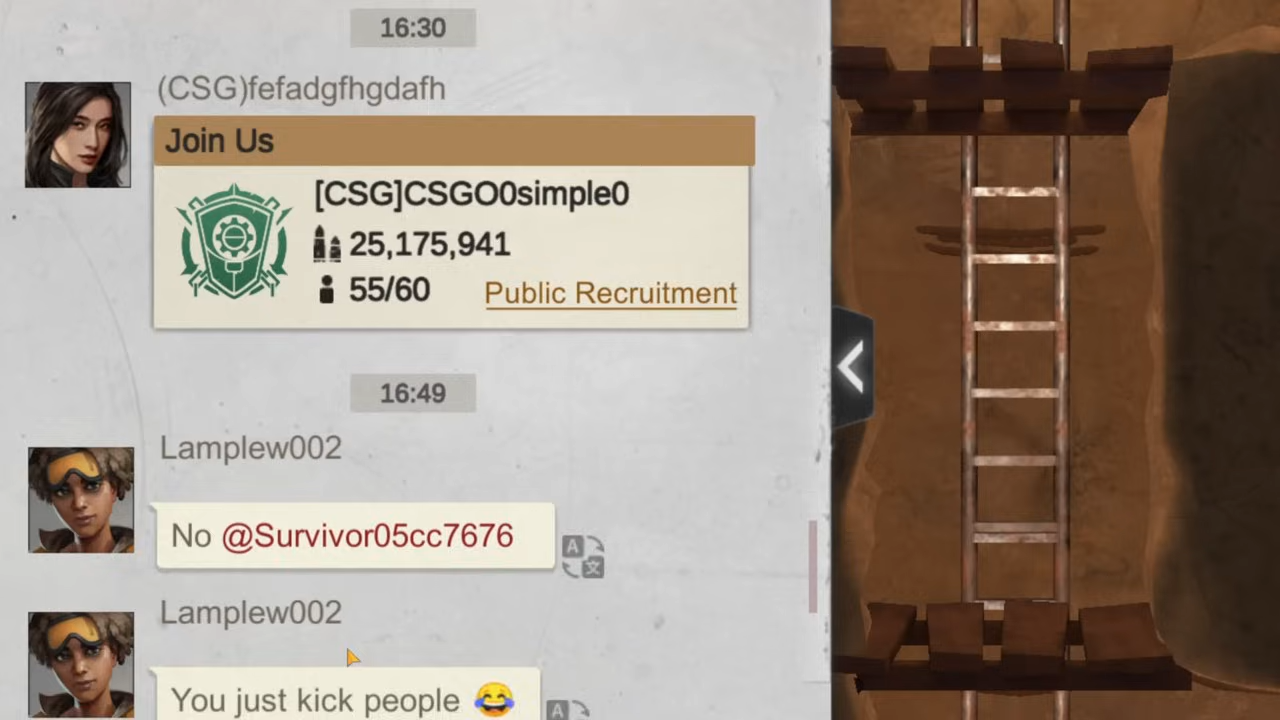 16:30
(CSG)fefadgfhgdafh
Join Us
[CSG]CSGO0simple0
25,175,941
55/60
Public Recruitment
16:49
Lamplew002
No @Survivor05cc7676
A
文
Lamplew002
You just kick people 😂
A